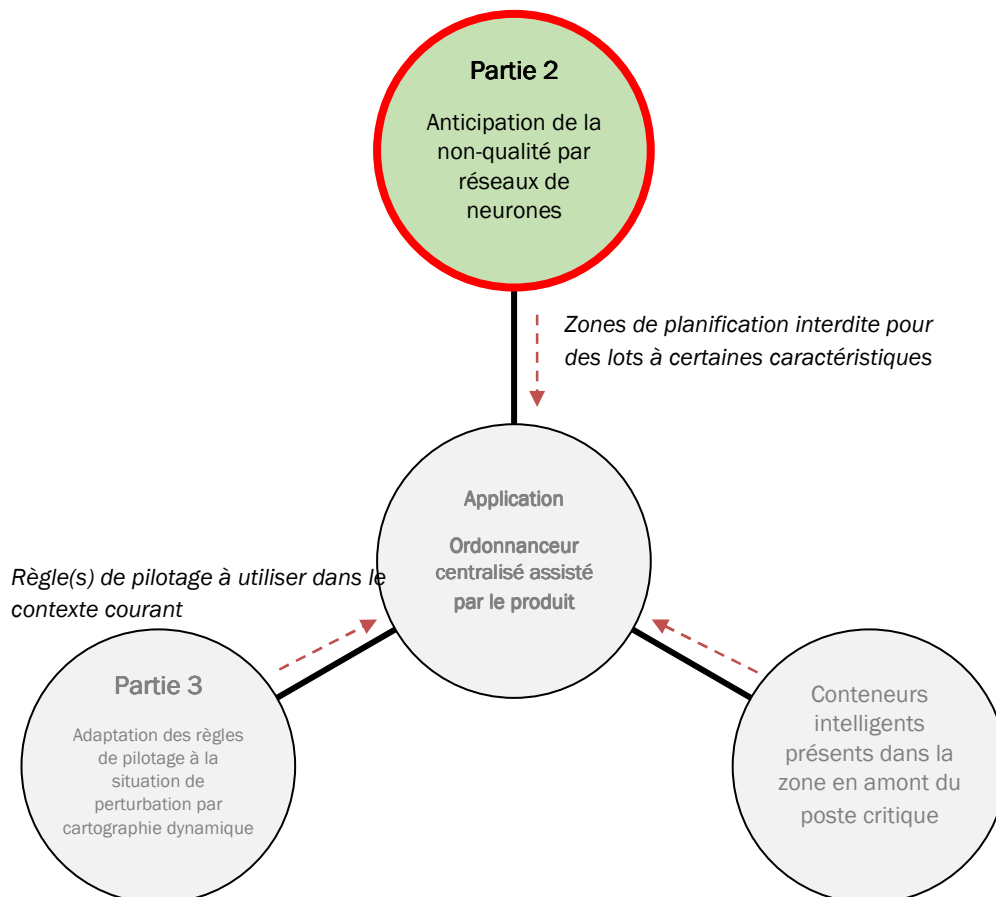 Partie 2
Anticipation de la
non-qualité par
réseaux de
neurones
Zones de planification interdite pour
des lots à certaines caractéristiques
Application
Ordonnanceur
centralisé assisté
par le produit
Règle(s) de pilotage à utiliser dans le
contexte courant
Partie 3
Adaptation des règles
de pilotage à la
situation de
perturbation par
cartographie dynamique
Conteneurs
intelligents
présents dans la
zone en amont du
poste critique